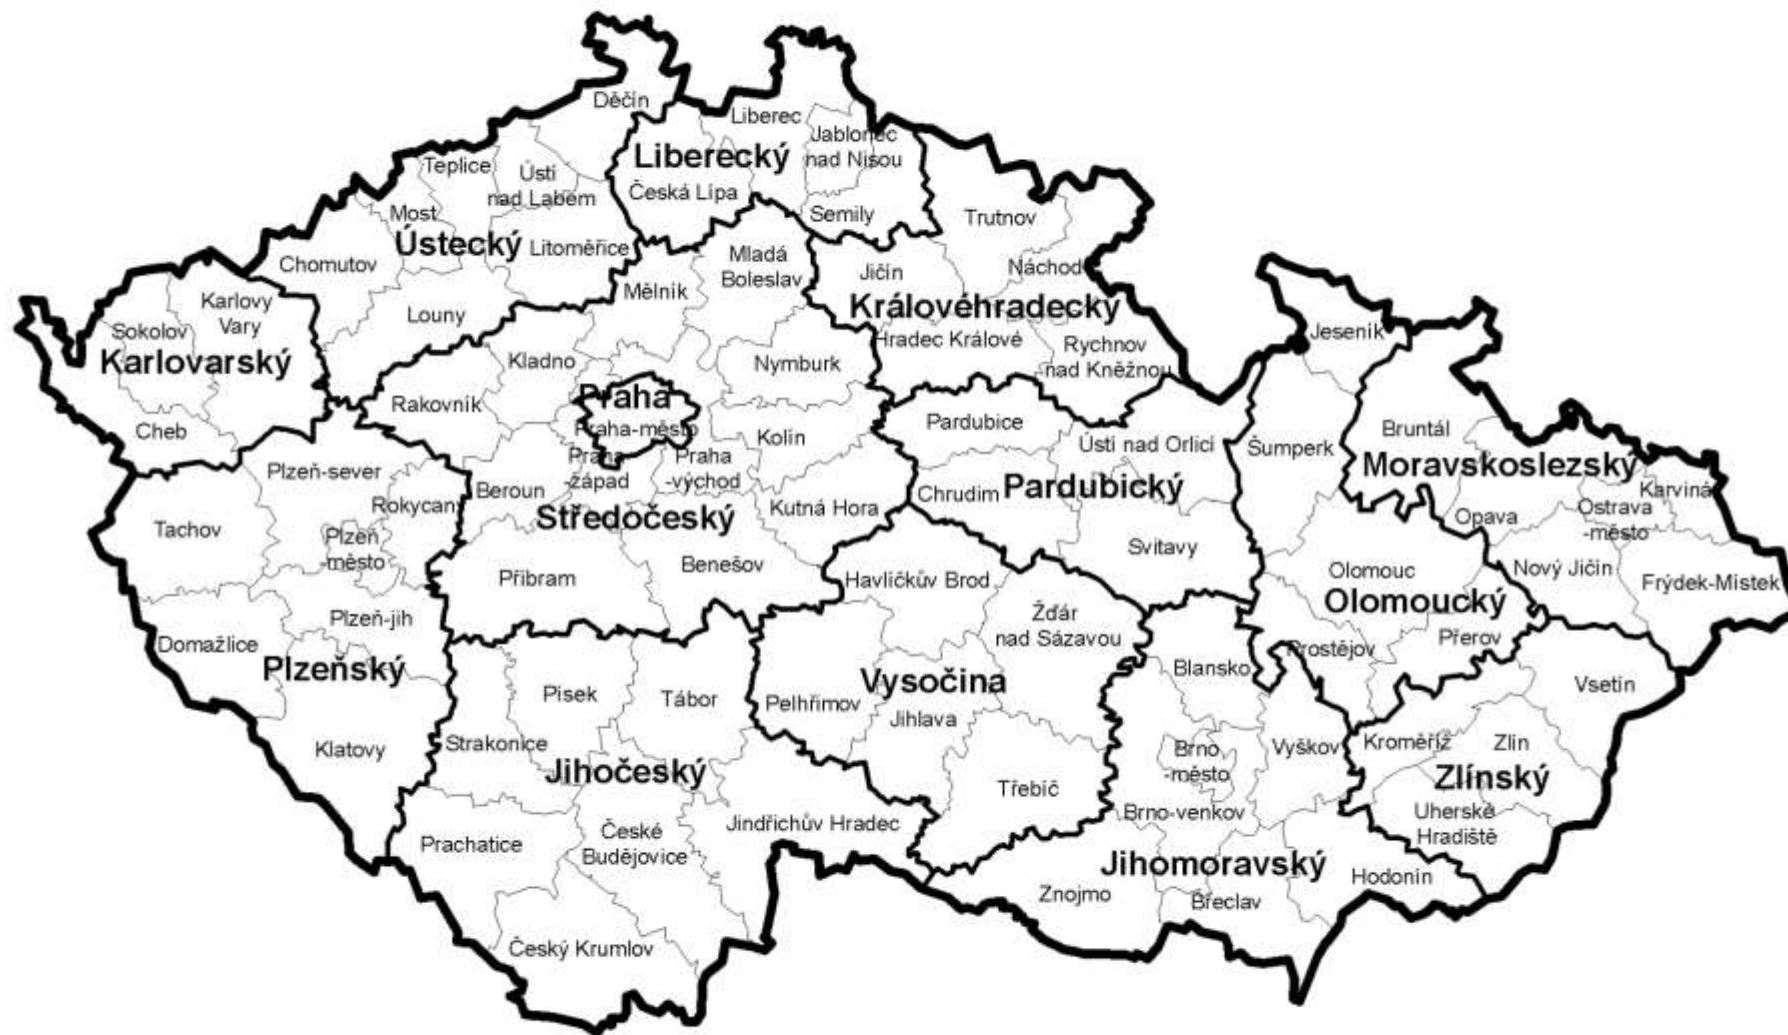 Děčín
Liberec
Jablonec
nad Nisou
Liberecký
Teplice
Ústí
nad Labem
Česká Lípa
Semily
Most
Trutnov
Ústecký
Litoměřice
Mladá
Boleslav
Chomutov
Jičín
Náchod
Mělník
Karlovy
Vary
Královéhradecký
Louny
Sokolov
Jeseník
Hradec Králové
Rychnov
nad Kněžnou
Karlovarský
Kladno
Nymburk
Praha
Rakovník
Pardubice
Cheb
Praha-město
Kolín
Bruntál
Ústí nad Orlicí
Šumperk
Praha
-západ
Praha
-východ
Plzeň-sever
Moravskoslezský
Beroun
Chrudim
Pardubický
Karviná
Rokycany
Kutná Hora
Ostrava
-město
Středočeský
Opava
Tachov
Plzeň
-město
Svitavy
Benešov
Přibram
Havlíčkův Brod
Olomouc
Nový Jičín
Frýdek-Místek
Olomoucký
Žďár
nad Sázavou
Plzeň-jih
Domažlice
Přerov
Prostějov
Plzeňský
Blansko
Vysočina
Vsetín
Písek
Tábor
Pelhřimov
Jihlava
Klatovy
Strakonice
Brno
-město
Vyškov
Kroměříž
Zlín
Jihočeský
Zlínský
Třebíč
Brno-venkov
Uherské
Hradiště
Jindřichův Hradec
České
Budějovice
Prachatice
Jihomoravský
Hodonín
Znojmo
Břeclav
Český Krumlov